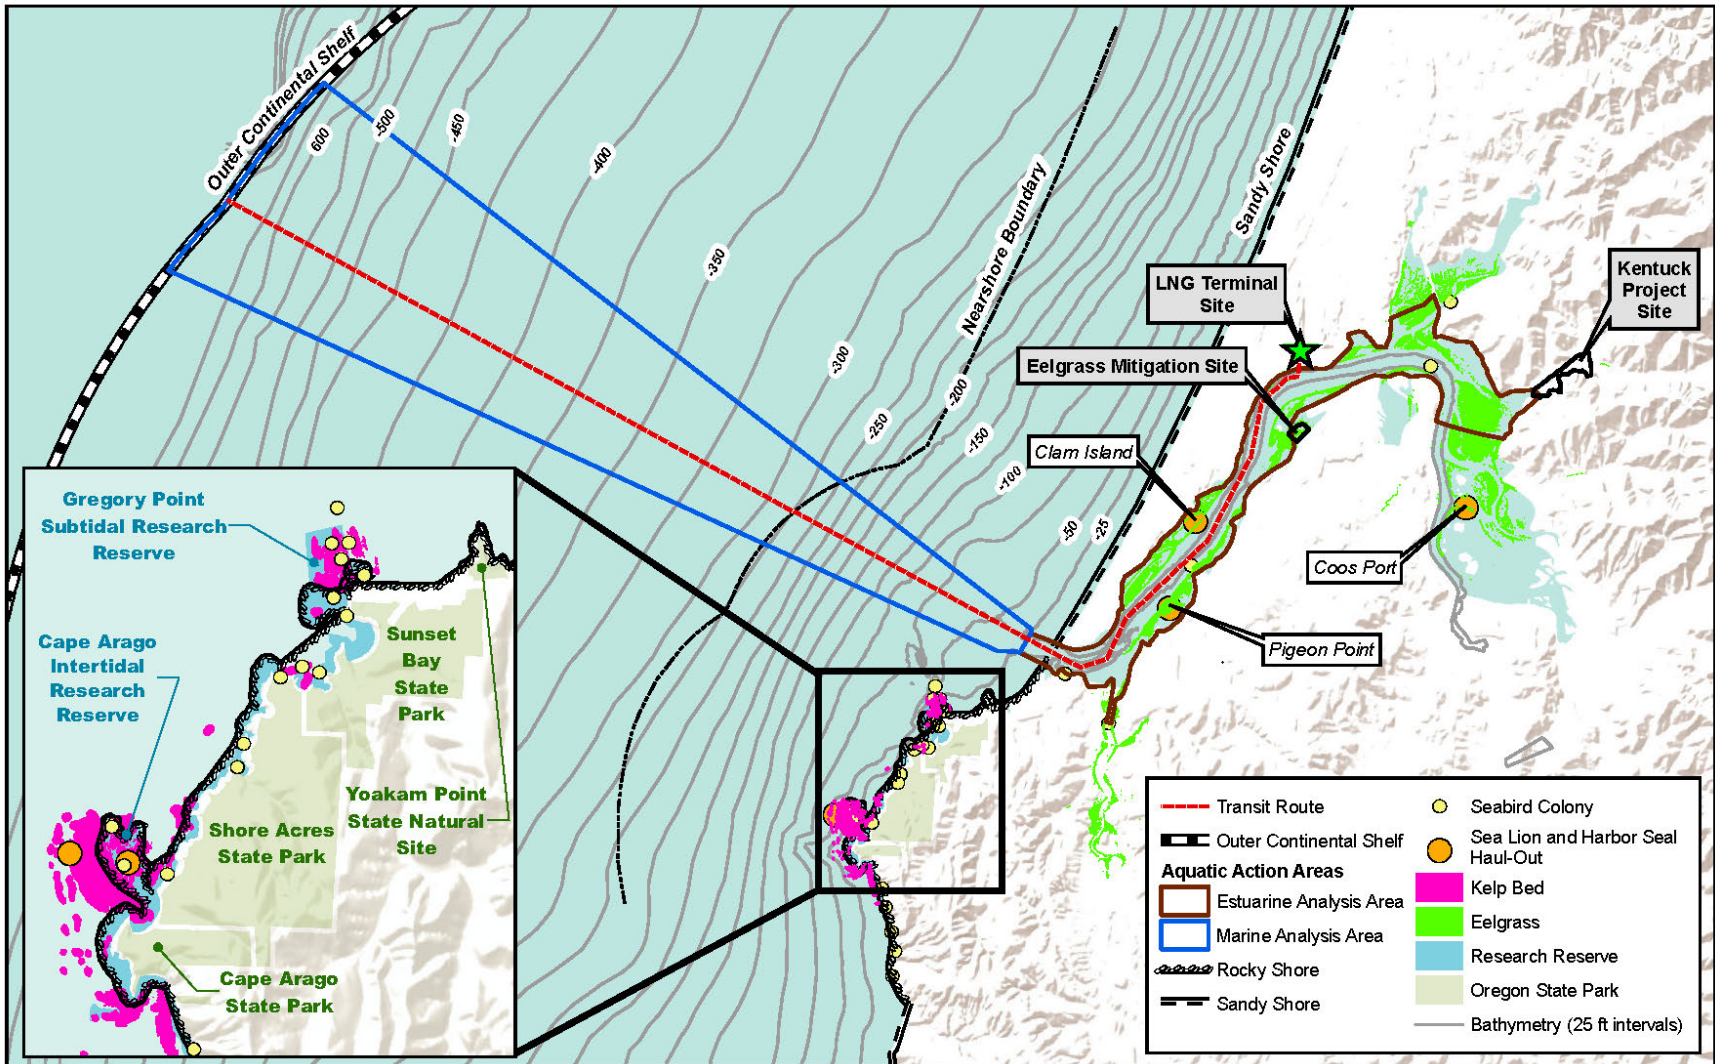 Outer Continental Shelf
600
-500
-450
-400
-350
-300
-250
-200
-150
-100
-50
-25
Nearshore Boundary
Sandy Shore
LNG Terminal
Site
Kentuck
Project
Site
Eelgrass Mitigation Site
Clam Island
Coos Port
Pigeon Point
Gregory Point
Subtidal Research
Reserve
Cape Arago
Intertidal
Research
Reserve
Sunset
Bay
State
Park
Shore Acres
State Park
Yoakam Point
State Natural
Site
Cape Arago
State Park
Transit Route
Outer Continental Shelf
Aquatic Action Areas
Estuarine Analysis Area
Marine Analysis Area
Rocky Shore
Sandy Shore
Seabird Colony
Sea Lion and Harbor Seal
Haul-Out
Kelp Bed
Eelgrass
Research Reserve
Oregon State Park
Bathymetry (25 ft intervals)